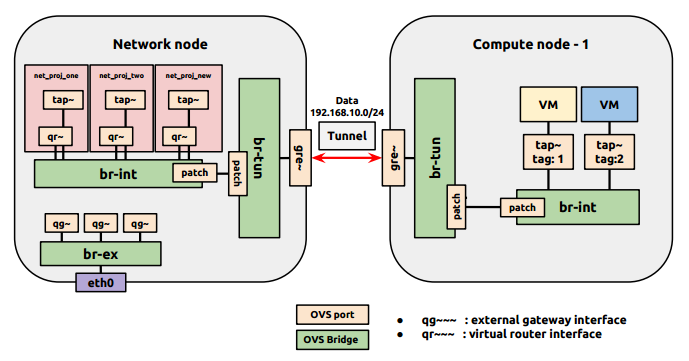 Network node
Compute node - 1
net_proj_one
net_proj_two
net_proj_new
tap~
tap~
tap~
qr~
qr~
qr~
br-int
patch
patch
br-tun
gre~
Data
192.168.10.0/24
Tunnel
gre~
br-tun
patch
patch
br-int
VM
VM
tap~
tag: 1
tap~
tag:2
qg~
qg~
qg~
br-ex
eth0
OVS port
OVS Bridge
● qg~~~ : external gateway interface
● qr~~~ : virtual router interface